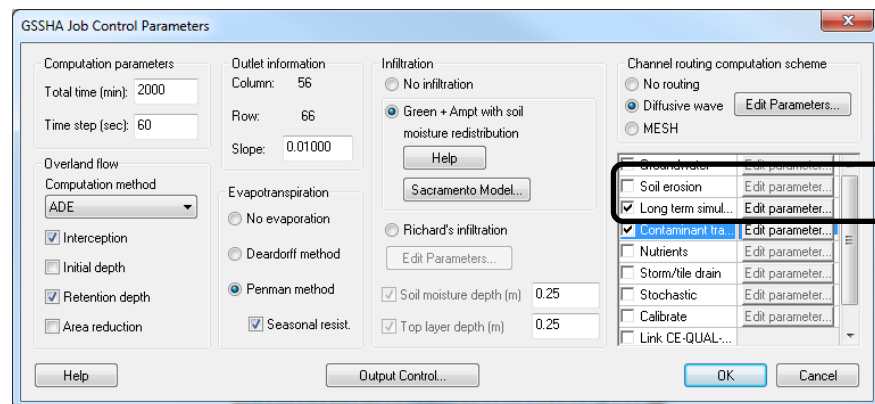 GSSHA Job Control Parameters
x
Computation parameters
Total time (min): 2000
Time step (sec): 60
Overland flow
Computation method
ADE
Interception
Initial depth
Retention depth
Area reduction
Outlet information
Column: 56
Row: 66
Slope: 0.01000
Evapotranspiration
No evaporation
Deardorff method
Penman method
Seasonal resist.
Infiltration
No infiltration
Green + Ampt with soil
moisture redistribution
Help
Sacramento Model...
Richard's infiltration
Edit Parameters...
Soil moisture depth (m) 0.25
Top layer depth (m) 0.25
Channel routing computation scheme
No routing
Diffusive wave Edit Parameters...
MESH
Groundwater Edit parameter...
Soil erosion Edit parameter...
Long term simul... Edit parameter...
Contaminant tra... Edit parameter...
Nutrients Edit parameter...
Storm/tile drain Edit parameter...
Stochastic Edit parameter...
Calibrate Edit parameter...
Link CE-QUAL-...
Help
Output Control...
OK
Cancel